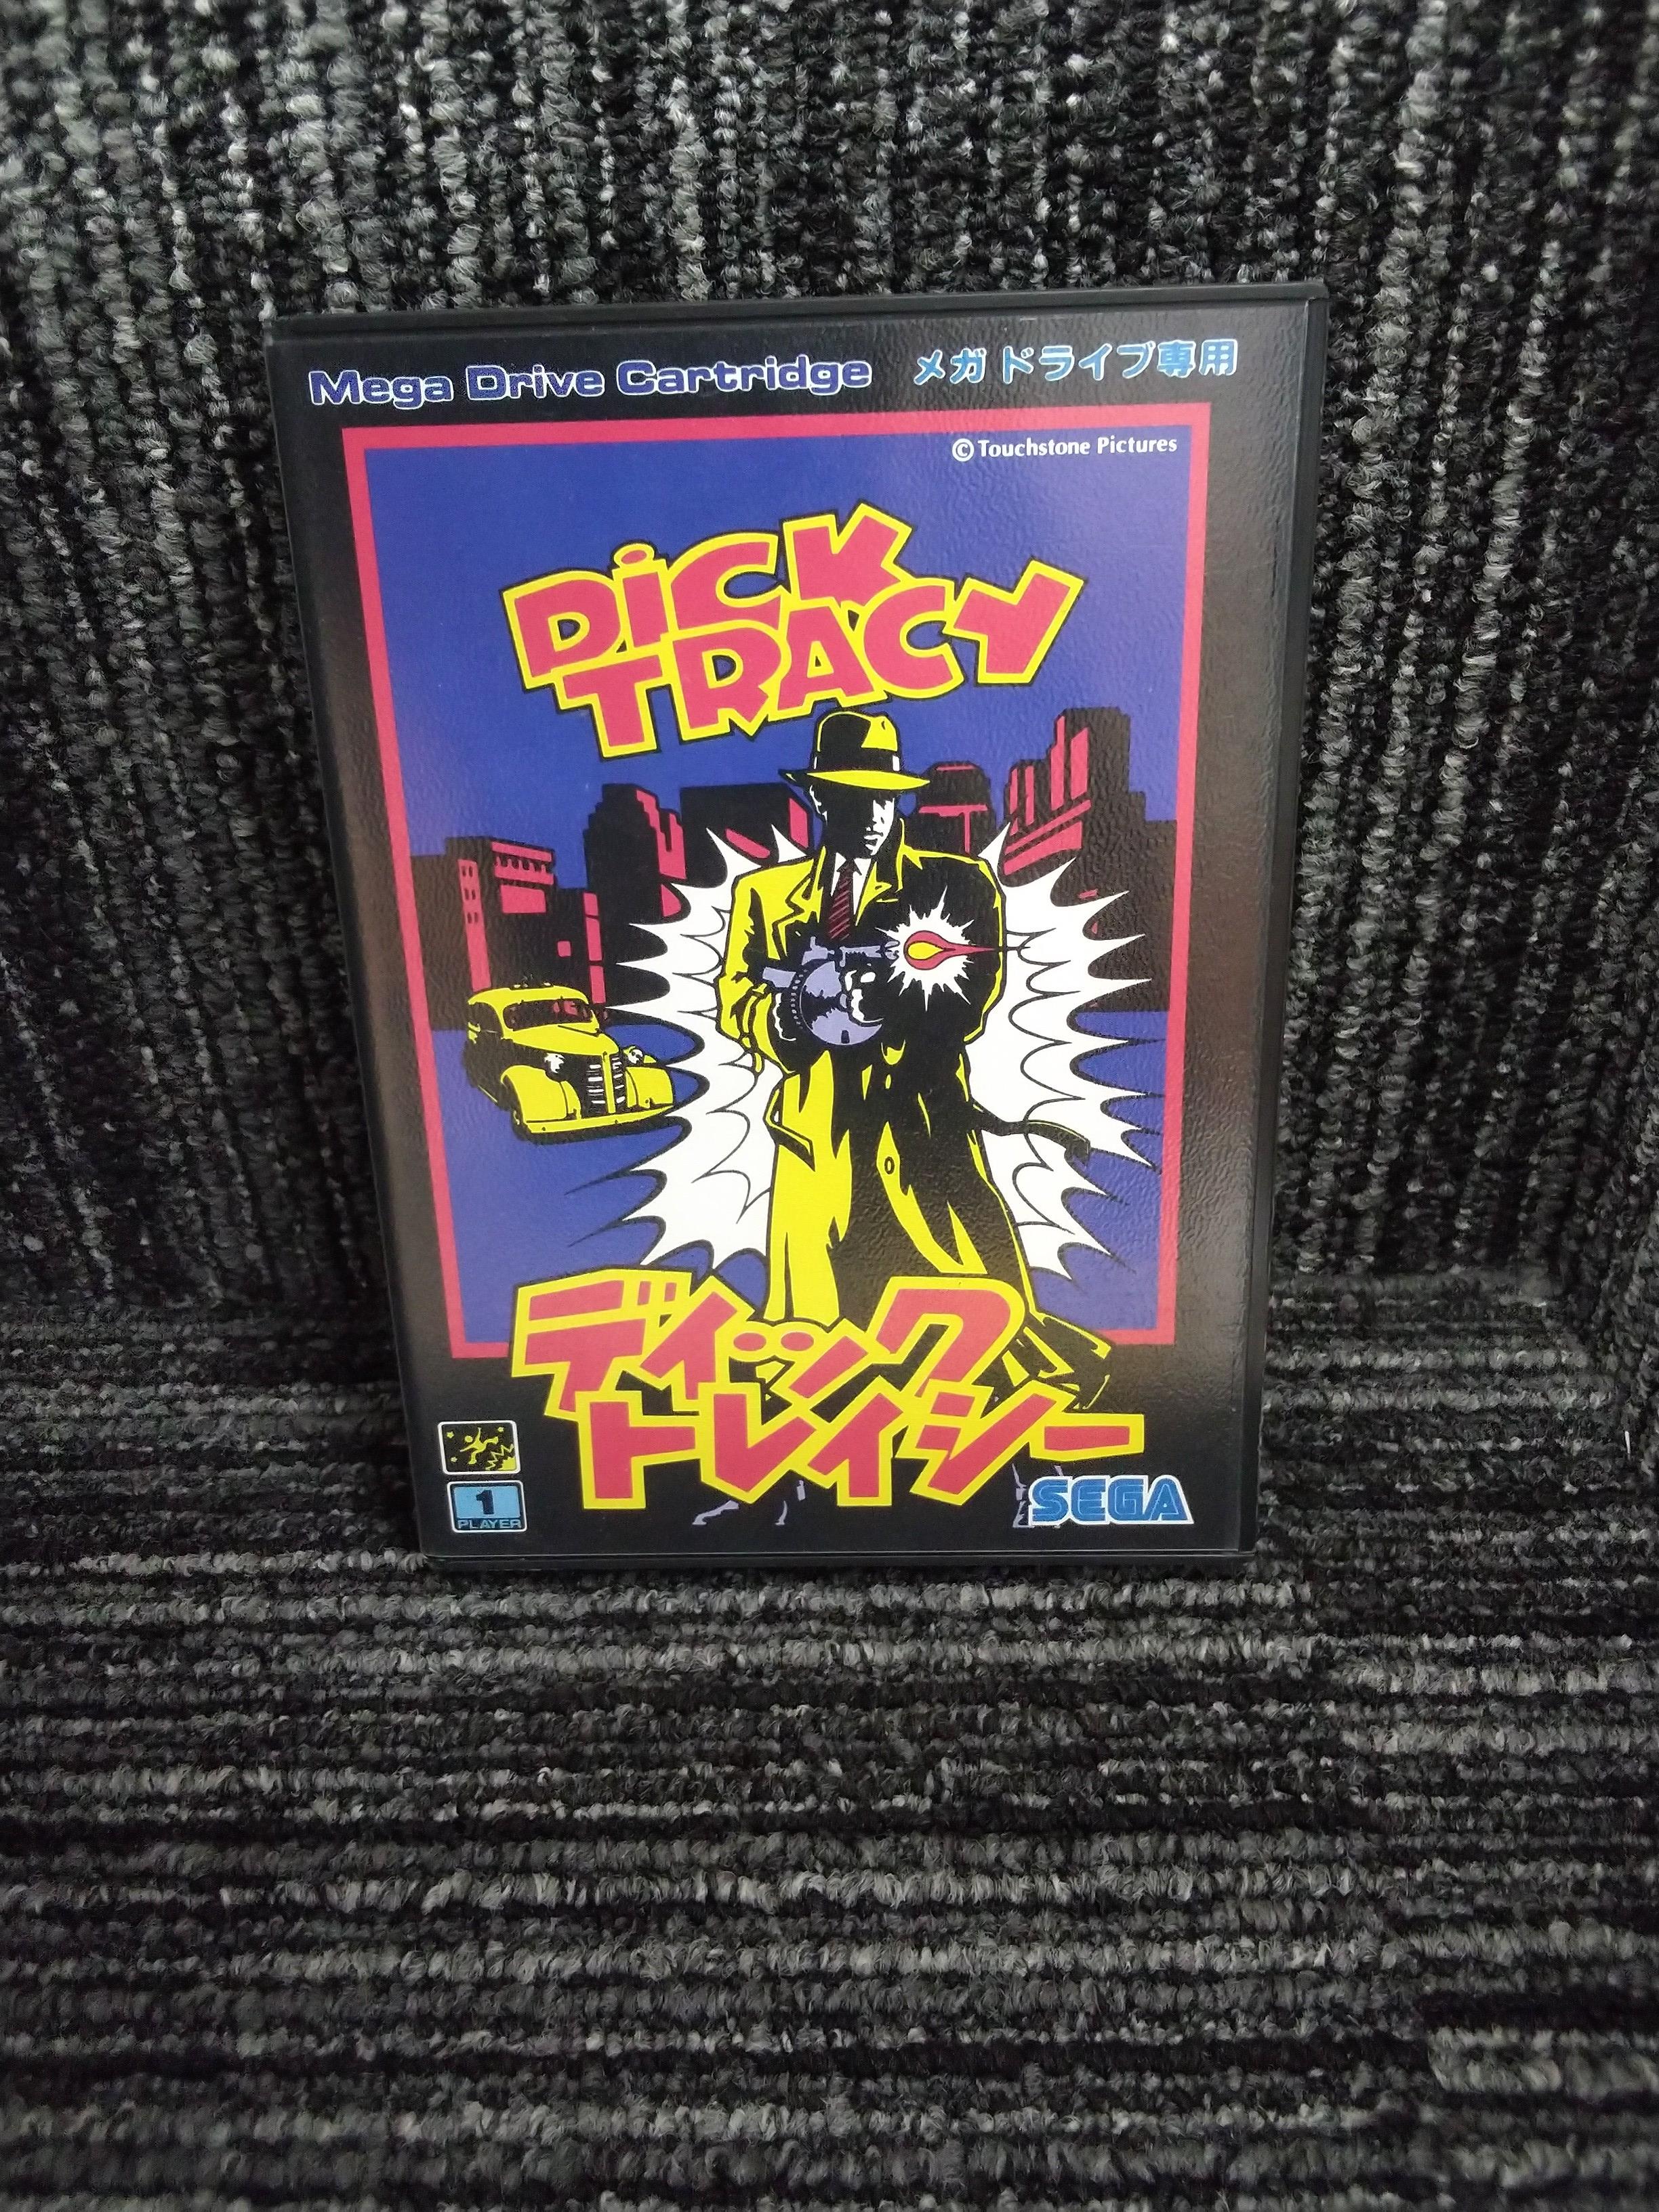 Mega Drive Cartridge メガドライブ専用
© Touchstone Pictures
DiCK
TRACY
ディック
トレイシー
1
PLAYER
SEGA